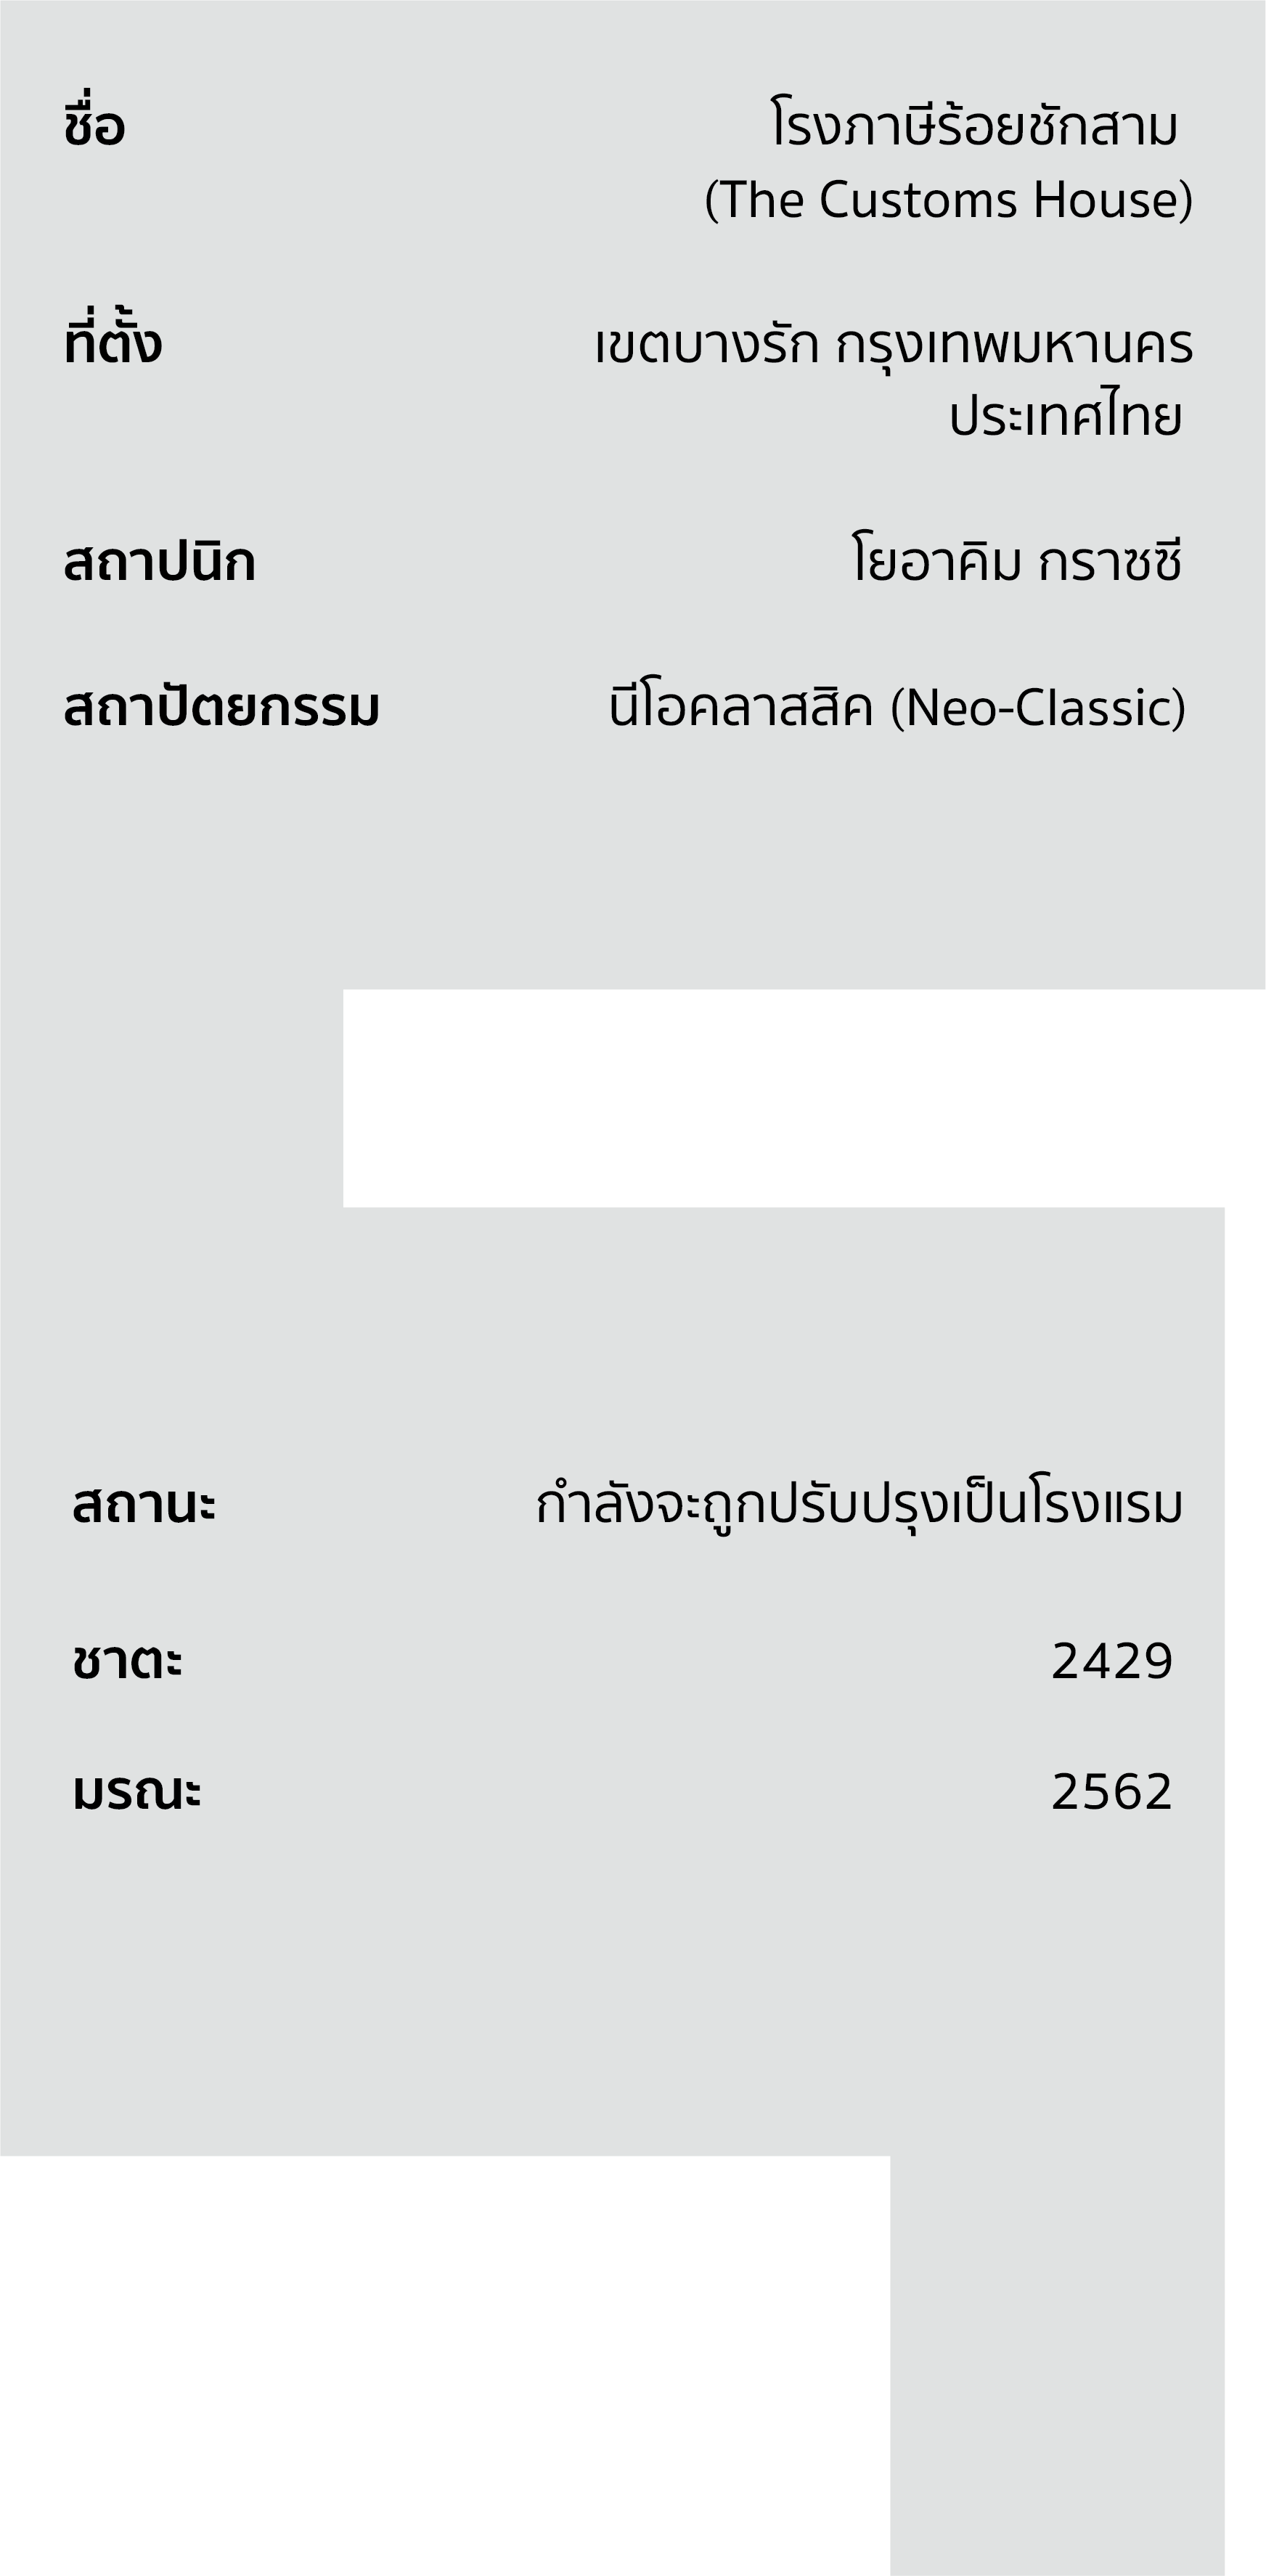 ชื่อ โรงภาษีร้อยชักสาม
(The Customs House)
ที่ตั้ง เขตบางรัก กรุงเทพมหานคร
ประเทศไทย
สถาปนิก โยอาคิม กราซซี
สถาปัตยกรรม นีโอคลาสสิค (Neo-Classic)
สถานะ กำลังจะถูกปรับปรุงเป็นโรงแรม
ชาตะ 2429
มรณะ 2562